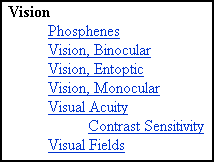 Vision
Phosphenes
Vision, Binocular
Vision, Entoptic
Vision, Monocular
Visual Acuity
Contrast Sensitivity
Visual Fields